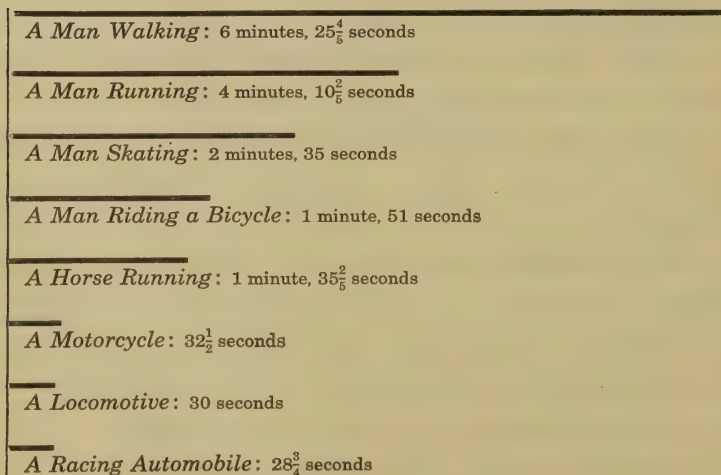 A Man Walking: 6 minutes, 25⅘ seconds
A Man Running: 4 minutes, 10⅖ seconds
A Man Skating: 2 minutes, 35 seconds
A Man Riding a Bicycle: 1 minute, 51 seconds
A Horse Running: 1 minute, 35⅖ seconds
A Motorcycle: 32½ seconds
A Locomotive: 30 seconds
A Racing Automobile: 28¾ seconds